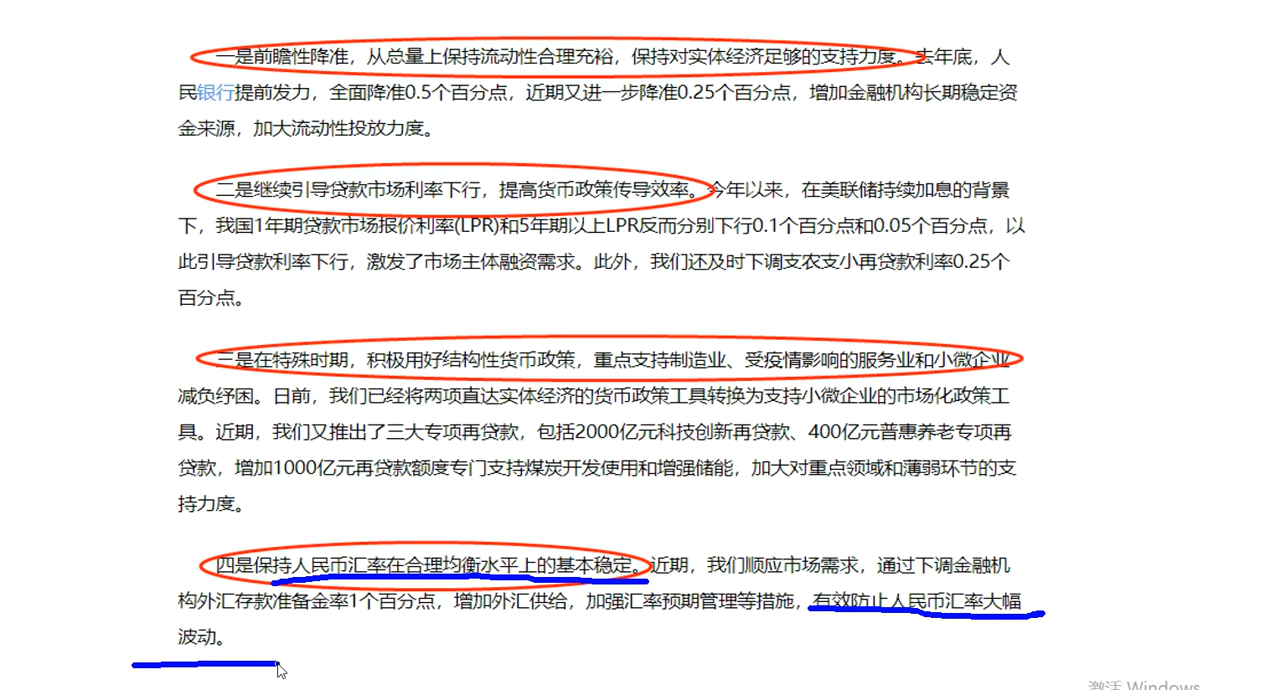 一是前瞻性降准，从总量上保持流动性合理充裕，保持对实体经济足够的支持力度。去年底，人
民银行提前发力，全面降准0.5个百分点，近期又进一步降准0.25个百分点，增加金融机构长期稳定资
金来源，加大流动性投放力度。
二是继续引导贷款市场利率下行，提高货币政策传导效率。今年以来，在美联储持续加息的背景
下，我国1年期贷款市场报价利率(LPR)和5年期以上LPR反而分别下行0.1个百分点和0.05个百分点，以
此引导贷款利率下行，激发了市场主体融资需求。此外，我们还及时下调支农支小再贷款利率0.25个
百分点。
三是在特殊时期，积极用好结构性货币政策，重点支持制造业、受疫情影响的服务业和小微企业
减负纾困。日前，我们已经将两项直达实体经济的货币政策工具转换为支持小微企业的市场化政策工
具。近期，我们又推出了三大专项再贷款，包括2000亿元科技创新再贷款、400亿元普惠养老专项再
贷款，增加1000亿元再贷款额度专门支持煤炭开发使用和增强储能，加大对重点领域和薄弱环节的支
持力度。
四是保持人民币汇率在合理均衡水平上的基本稳定。近期，我们顺应市场需求，通过下调金融机
构外汇存款准备金率1个百分点，增加外汇供给，加强汇率预期管理等措施，有效防止人民币汇率大幅
波动。
激活 Windows